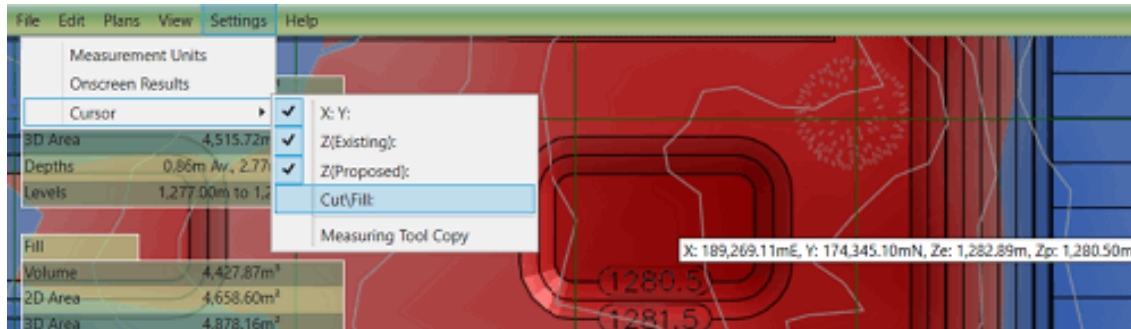 File Edit Plans View Settings Help
Measurement Units
Onscreen Results
Cursor
X: Y:
Z(Existing):
Z(Proposed):
Cut\Fill:
Measuring Tool Copy
3D Area 4,515.72m
Depths 0.86m Av., 2.77
Levels 1,277.00m to 1,2
Fill
Volume 4,427.87m³
2D Area 4,658.60m²
3D Area 4,878.16m²
X: 189,269.11mE, Y: 174,345.10mN, Ze: 1,282.89m, Zp: 1,280.50m
1280.5
1281.5